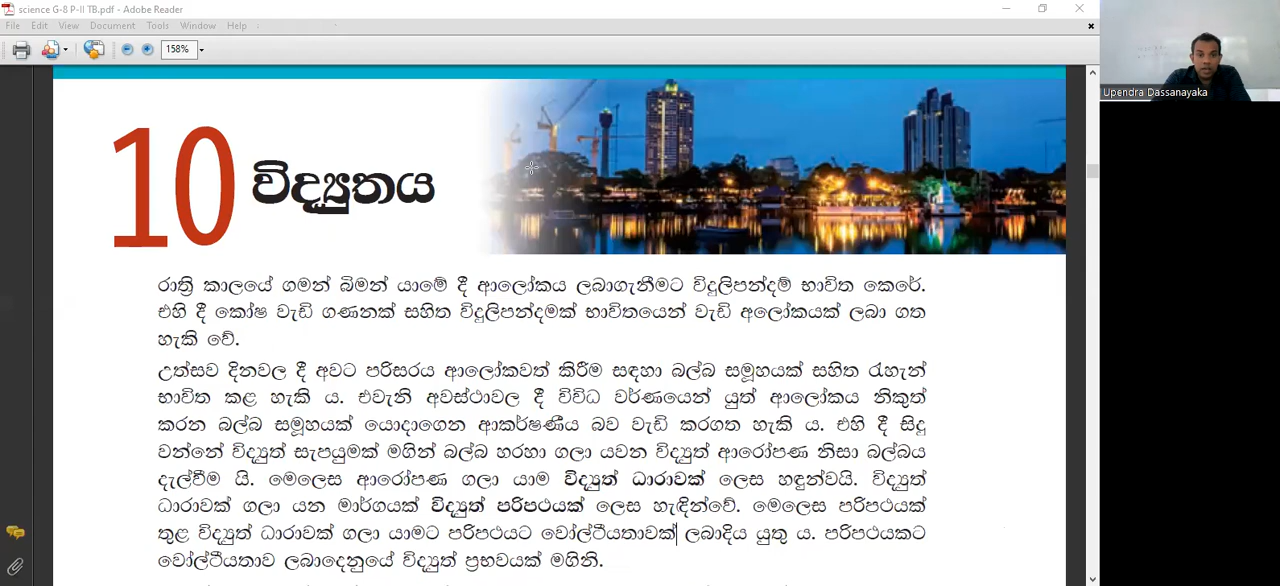 science G-8 P-II TB.pdf - Adobe Reader
File Edit View Document Tools Window Help
158%
Upendra Dassanayaka
10 විද්‍යුතය
රාත්‍රි කාලයේ ගමන් බිමන් යාමේ දී ආලෝකය ලබාගැනීමට විදුලිපන්දම් භාවිත කෙරේ.
එහි දී කෝෂ වැඩි ගණනක් සහිත විදුලිපන්දමක් භාවිතයෙන් වැඩි අලෝකයක් ලබා ගත
හැකි වේ.
උත්සව දිනවල දී අවට පරිසරය ආලෝකවත් කිරීම සඳහා බල්බ සමූහයක් සහිත රැහැන්
භාවිත කළ හැකි ය. එවැනි අවස්ථාවල දී විවිධ වර්ණයෙන් යුත් ආලෝකය නිකුත්
කරන බල්බ සමූහයක් යොදාගෙන ආකර්ෂණීය බව වැඩි කරගත හැකි ය. එහි දී සිදු
වන්නේ විද්‍යුත් සැපයුමක් මගින් බල්බ හරහා ගලා යවන විද්‍යුත් ආරෝපණ නිසා බල්බය
දැල්වීම යි. මෙලෙස ආරෝපණ ගලා යාම විද්‍යුත් ධාරාවක් ලෙස හඳුන්වයි. විද්‍යුත්
ධාරාවක් ගලා යන මාර්ගයක් විද්‍යුත් පරිපථයක් ලෙස හැඳින්වේ. මෙලෙස පරිපථයක්
තුළ විද්‍යුත් ධාරාවක් ගලා යාමට පරිපථයට වෝල්ටීයතාවක් ලබාදිය යුතු ය. පරිපථයකට
වෝල්ටීයතාව ලබාදෙනුයේ විද්‍යුත් ප්‍රභවයක් මගිනි.